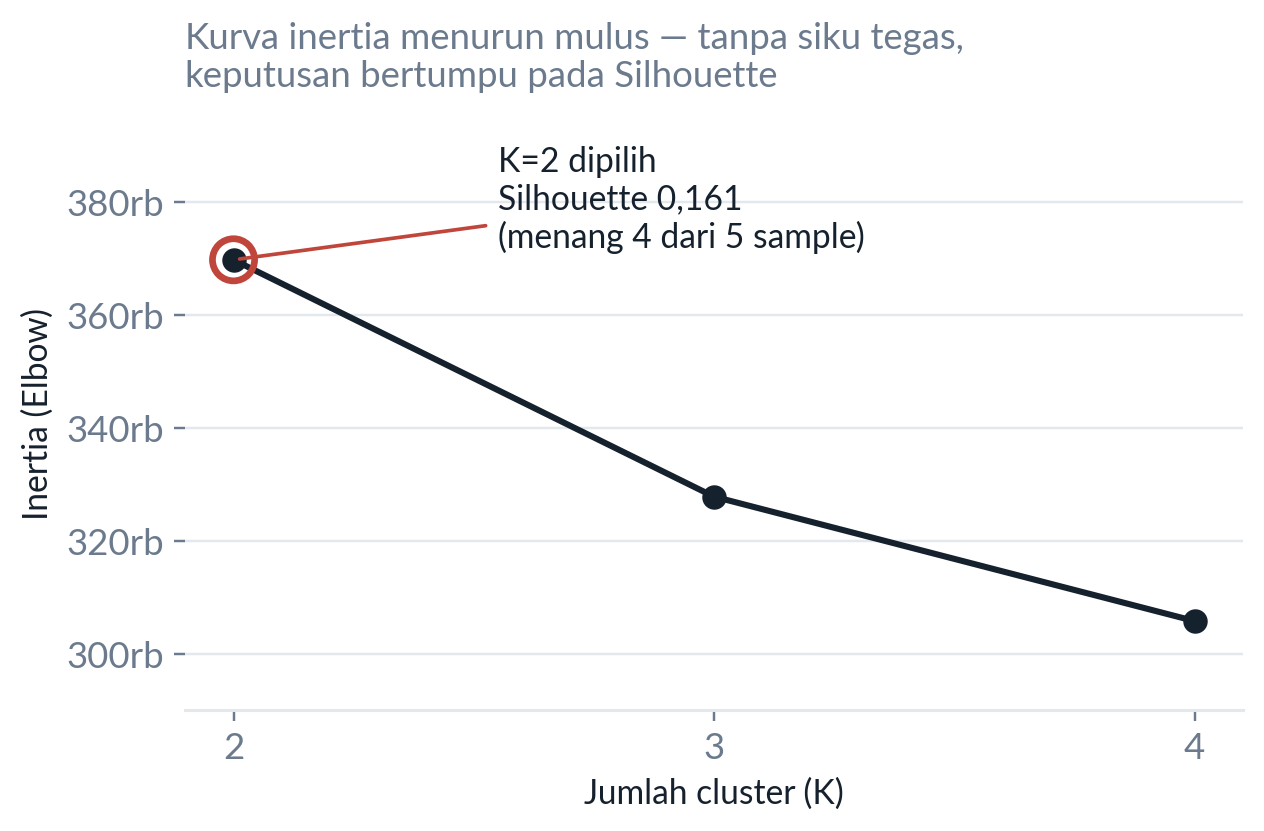 Kurva inertia menurun mulus — tanpa siku tegas,
keputusan bertumpu pada Silhouette
K=2 dipilih
Silhouette 0,161
(menang 4 dari 5 sample)
380rb
360rb
340rb
320rb
300rb
Inertia (Elbow)
2
3
4
Jumlah cluster (K)